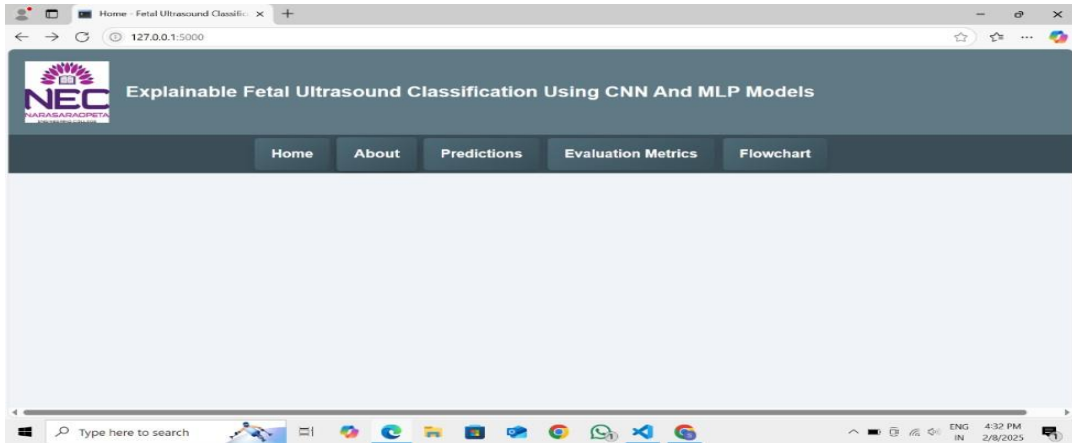 Home - Fetal Ultrasound Classific
127.0.0.1:5000
NEC
NARASARAOPETA
Explainable Fetal Ultrasound Classification Using CNN And MLP Models
Home About Predictions Evaluation Metrics Flowchart
Type here to search
ENG 4:32 PM
IN 2/8/2025